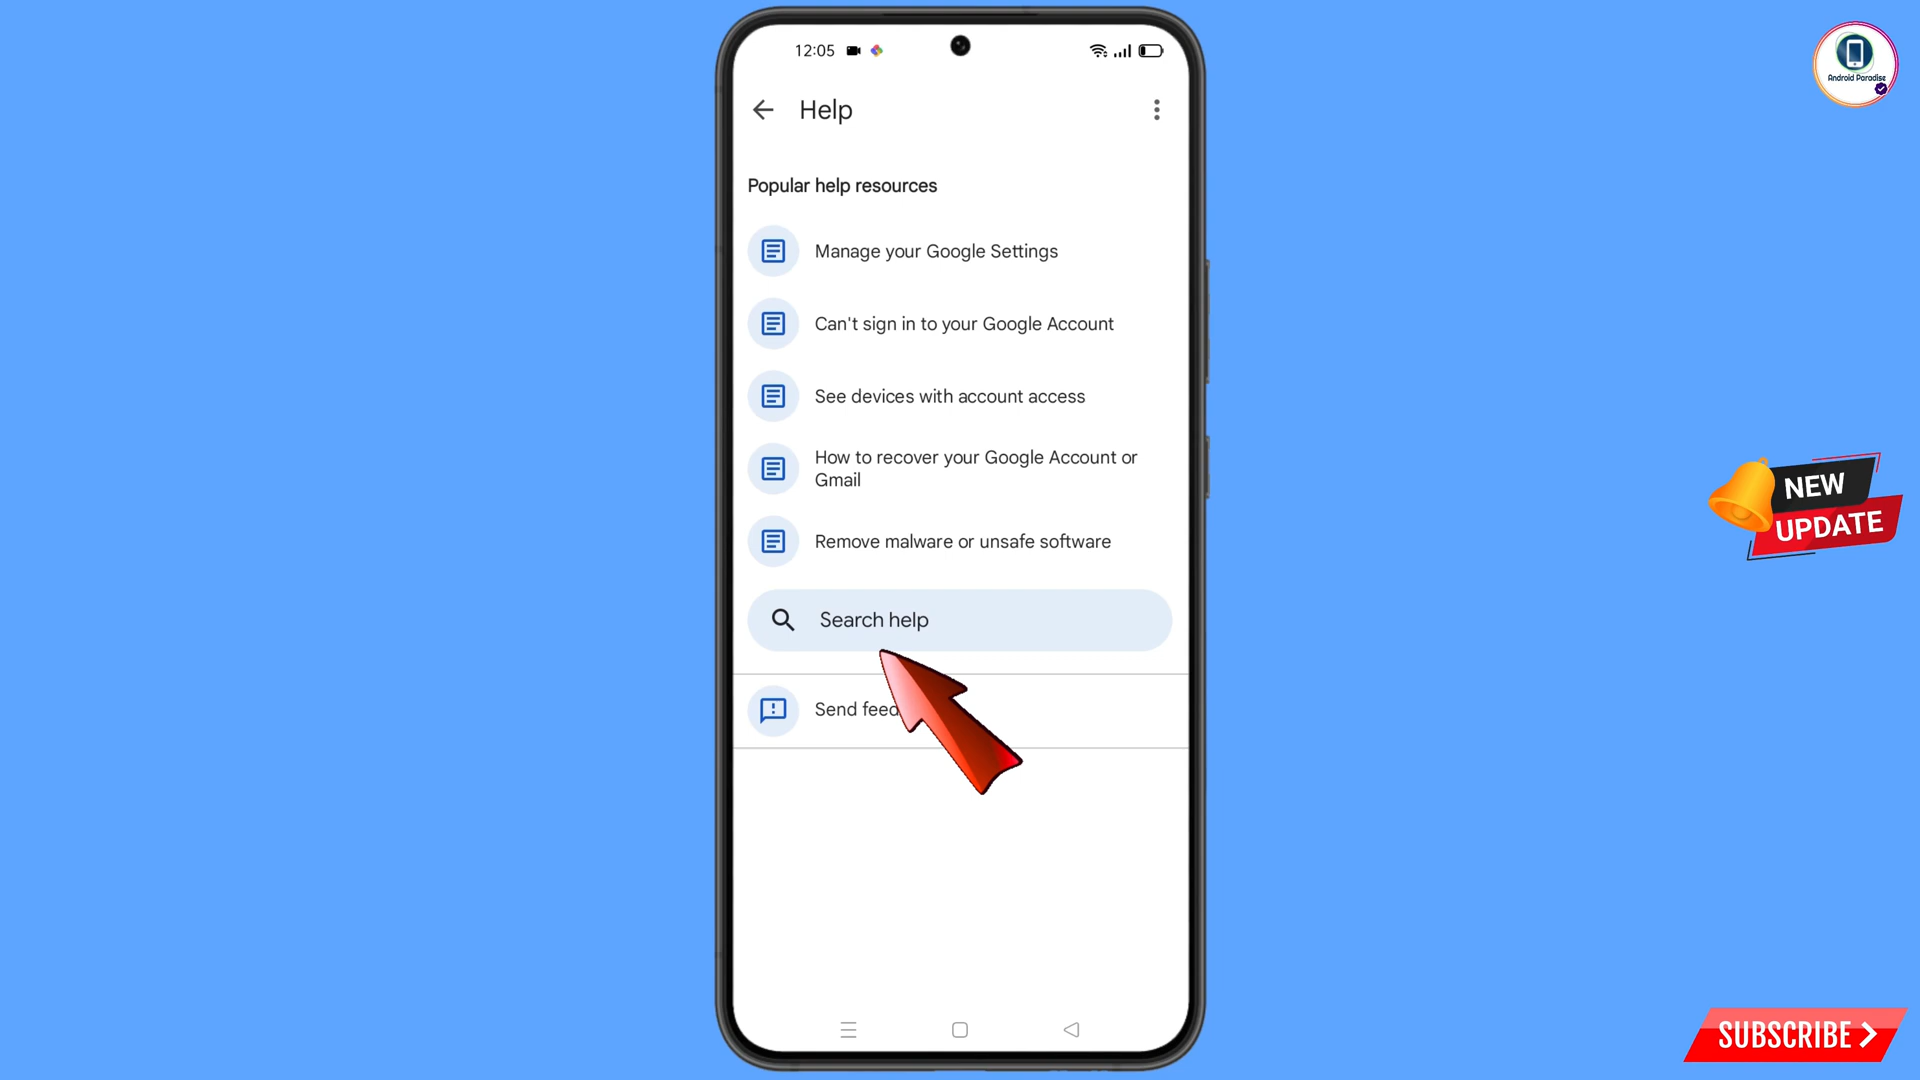 12:05
Help
Popular help resources
Manage your Google Settings
Can't sign in to your Google Account
See devices with account access
How to recover your Google Account or
Gmail
Remove malware or unsafe software
Search help
Send feed
Android Paradise
NEW
UPDATE
SUBSCRIBE